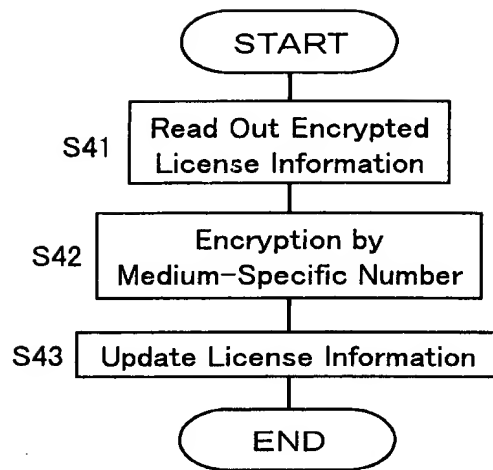 START
S41
Read Out Encrypted
License Information
S42
Encryption by
Medium-Specific Number
S43
Update License Information
END